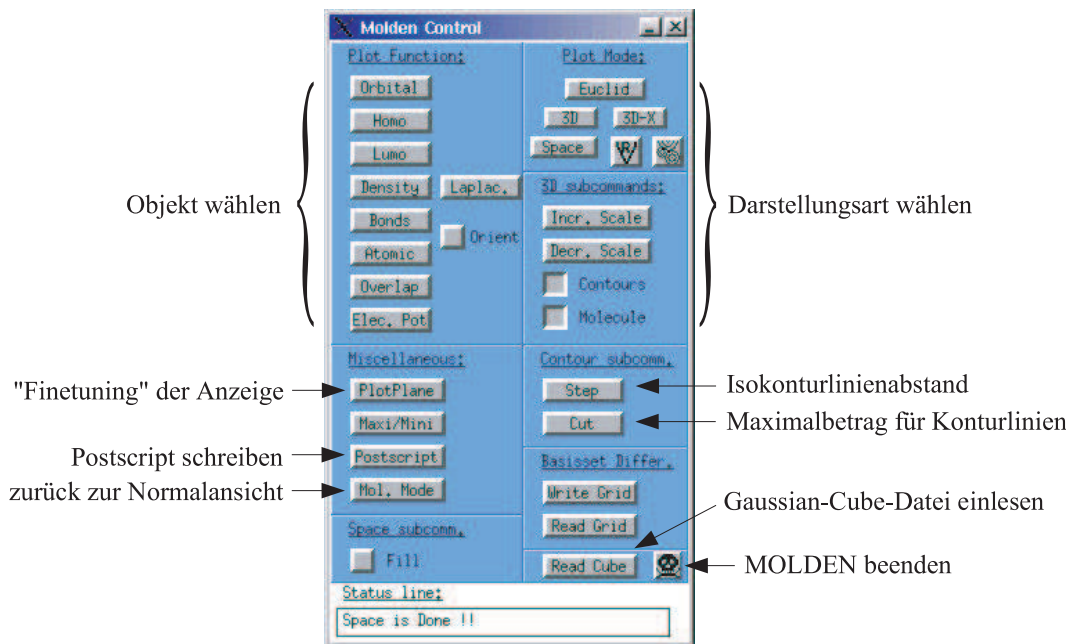 Molden Control
Plot Function:
Orbital
Homo
Lumo
Density
Laplac.
Bonds
Orient
Atomic
Overlap
Elec. Pot
Plot Mode:
Euclid
3D
3D-X
Space
VR
3D subcommands:
Incr. Scale
Decr. Scale
Contours
Molecule
Objekt wählen
Darstellungsart wählen
Miscellaneous:
PlotPlane
Maxi/Mini
Postscript
Mol. Mode
"Finetuning" der Anzeige
Postscript schreiben
zurück zur Normalansicht
Contour subcomm.
Step
Cut
Isokonturlinienabstand
Maximalbetrag für Konturlinien
Basisset Differ.
Write Grid
Read Grid
Gaussian-Cube-Datei einlesen
Space subcomm.
Fill
Read Cube
MOLDEN beenden
Status line:
Space is Done !!